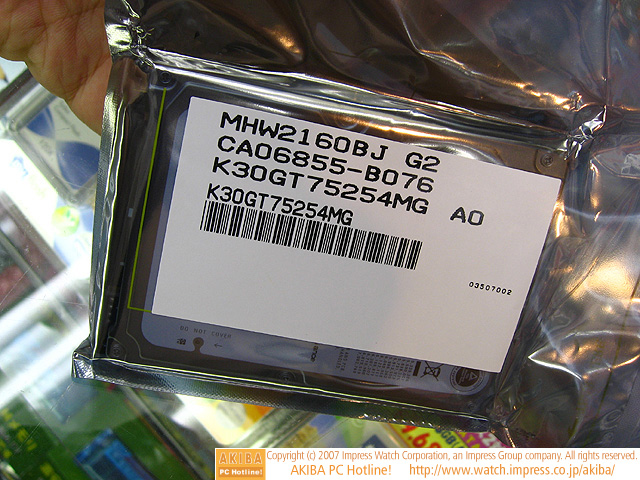 MHW2160BJ G2
CA06855-B076
K30GT75254MG A0
K30GT75254MG
03507002
DO NOT COVER
AKIBA
PC Hotline!
Copyright (c) 2007 Impress Watch Corporation, an Impress Group company. All rights reserved.
AKIBA PC Hotline! http://www.watch.impress.co.jp/akiba/